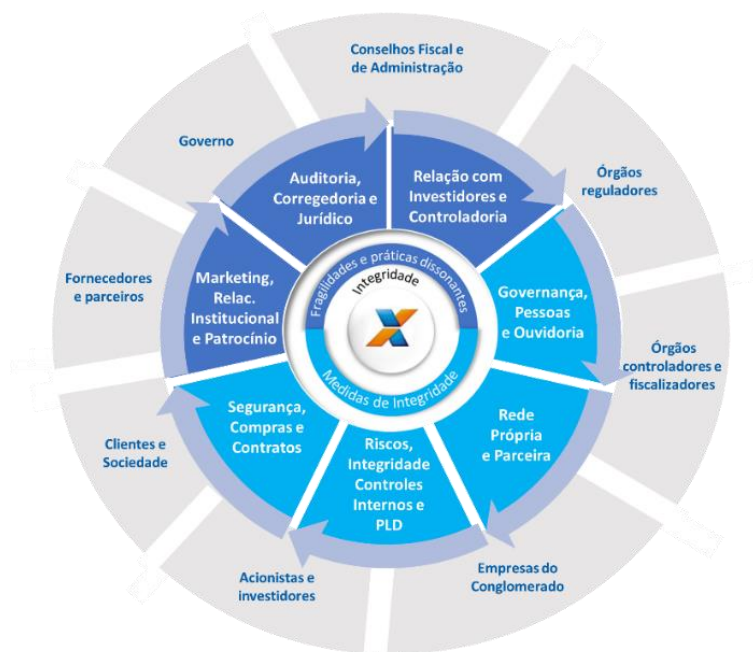 Conselhos Fiscal e
de Administração
Governo
Órgãos
reguladores
Fornecedores
e parceiros
Órgãos
controladores e
fiscalizadores
Clientes e
Sociedade
Acionistas e
investidores
Empresas do
Conglomerado
Auditoria,
Corregedoria e
Jurídico
Relação com
Investidores e
Controladoria
Marketing,
Relac.
Institucional
e Patrocínio
Governança,
Pessoas
e Ouvidoria
Segurança,
Compras e
Contratos
Riscos,
Integridade
Controles
Internos e
PLD
Rede
Própria
e Parceira
Fragilidades e práticas dissonantes
Integridade
Medidas de Integridade